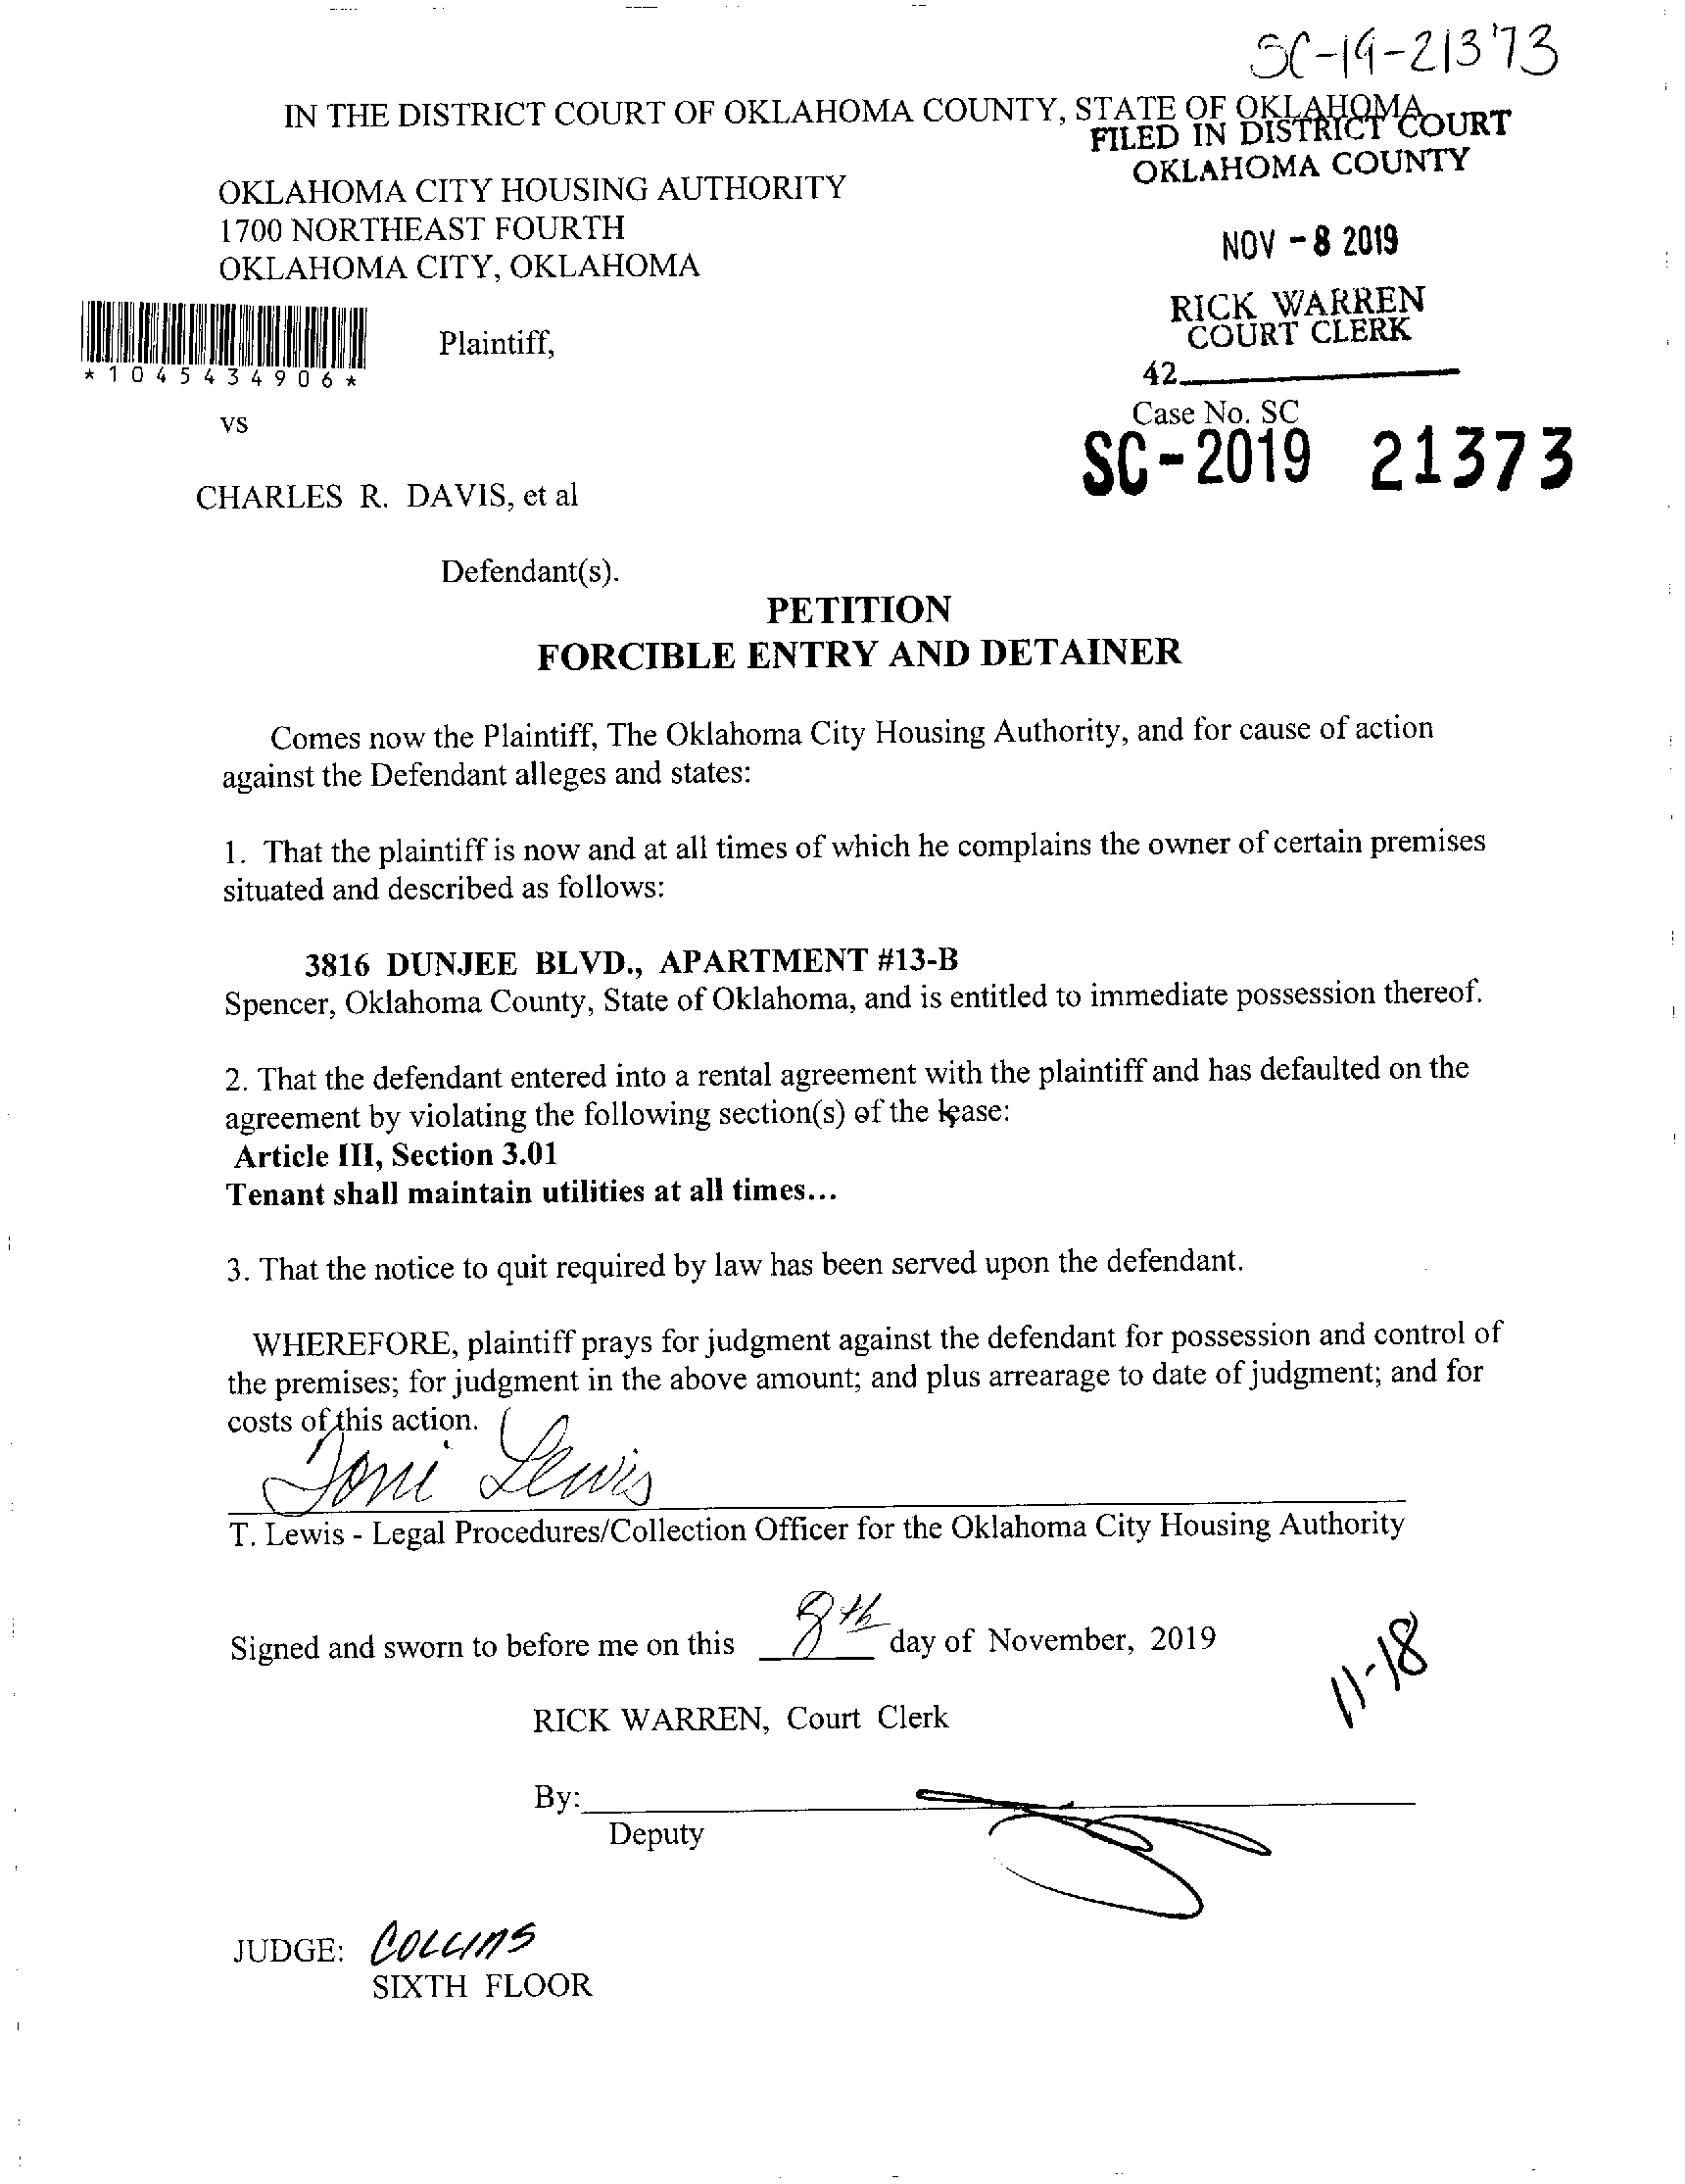 SC-19-21373
IN THE DISTRICT COURT OF OKLAHOMA COUNTY, STATE OF OKLAHOMA
FILED IN DISTRICT COURT
OKLAHOMA COUNTY
OKLAHOMA CITY HOUSING AUTHORITY
1700 NORTHEAST FOURTH
OKLAHOMA CITY, OKLAHOMA
NOV - 8 2019
RICK WARREN
COURT CLERK
42
Plaintiff,
*1045434906*
vs
Case No. SC
SC-2019 21373
CHARLES R. DAVIS, et al
Defendant(s).
PETITION
FORCIBLE ENTRY AND DETAINER
Comes now the Plaintiff, The Oklahoma City Housing Authority, and for cause of action
against the Defendant alleges and states:
1. That the plaintiff is now and at all times of which he complains the owner of certain premises
situated and described as follows:
3816 DUNJEE BLVD., APARTMENT #13-B
Spencer, Oklahoma County, State of Oklahoma, and is entitled to immediate possession thereof.
2. That the defendant entered into a rental agreement with the plaintiff and has defaulted on the
agreement by violating the following section(s) of the lease:
Article III, Section 3.01
Tenant shall maintain utilities at all times...
3. That the notice to quit required by law has been served upon the defendant.
WHEREFORE, plaintiff prays for judgment against the defendant for possession and control of
the premises; for judgment in the above amount; and plus arrearage to date of judgment; and for
costs of this action.
Toni Lewis
T. Lewis - Legal Procedures/Collection Officer for the Oklahoma City Housing Authority
Signed and sworn to before me on this 8th day of November, 2019
11-18
RICK WARREN, Court Clerk
By:
Deputy
JUDGE: COLLINS
SIXTH FLOOR